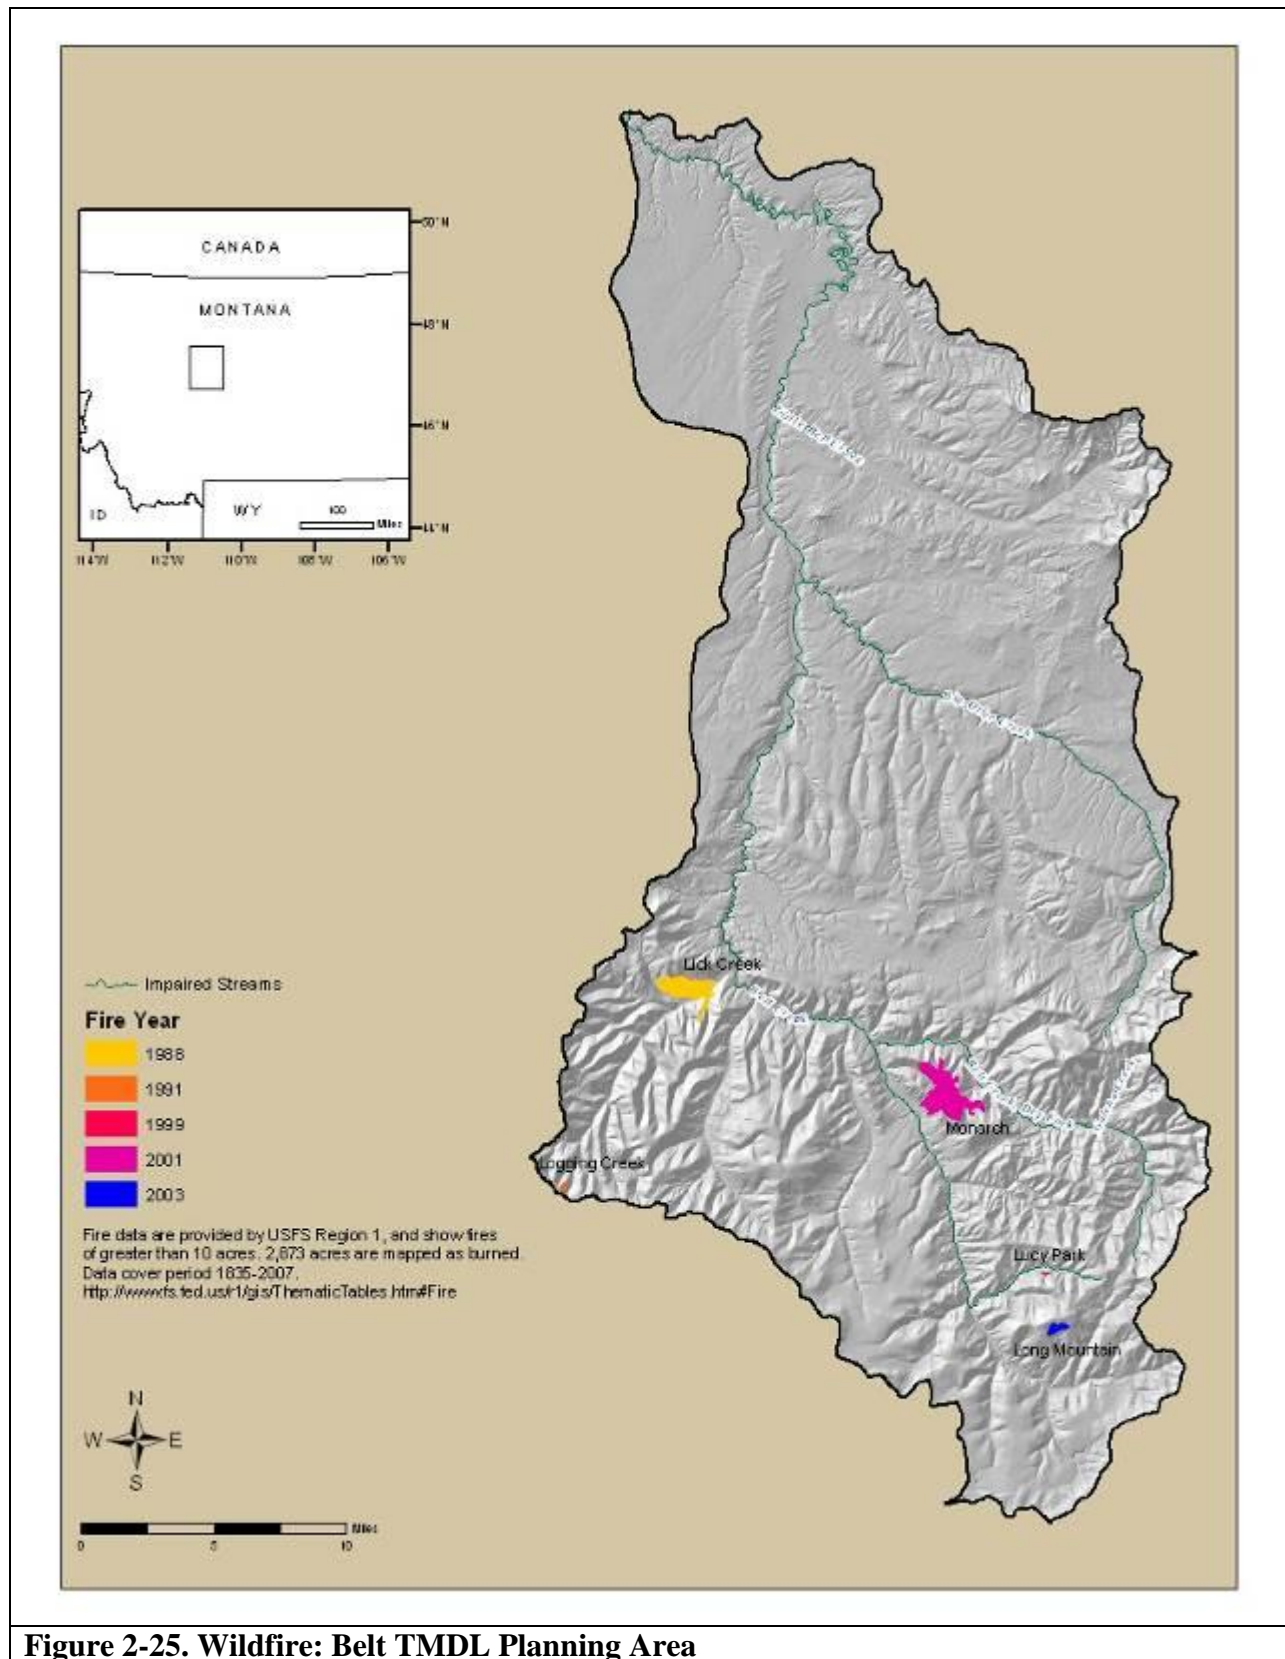 CANADA
50°N
MONTANA
48°N
46°N
ID
WY
100
Miles
44°N
114°W
112°W
110°W
108°W
106°W
Lick Creek
Impaired Streams
Fire Year
1988
1991
1999
2001
2003
Monarch
Logging Creek
Lucy Park
Long Mountain
Fire data are provided by USFS Region 1, and show fires
of greater than 10 acres. 2,873 acres are mapped as burned.
Data cover period 1835-2007.
http://www.fs.fed.us/r1/gis/ThematicTables.htm#Fire
N
W
E
S
Miles
0
5
10
Figure 2-25. Wildfire: Belt TMDL Planning Area